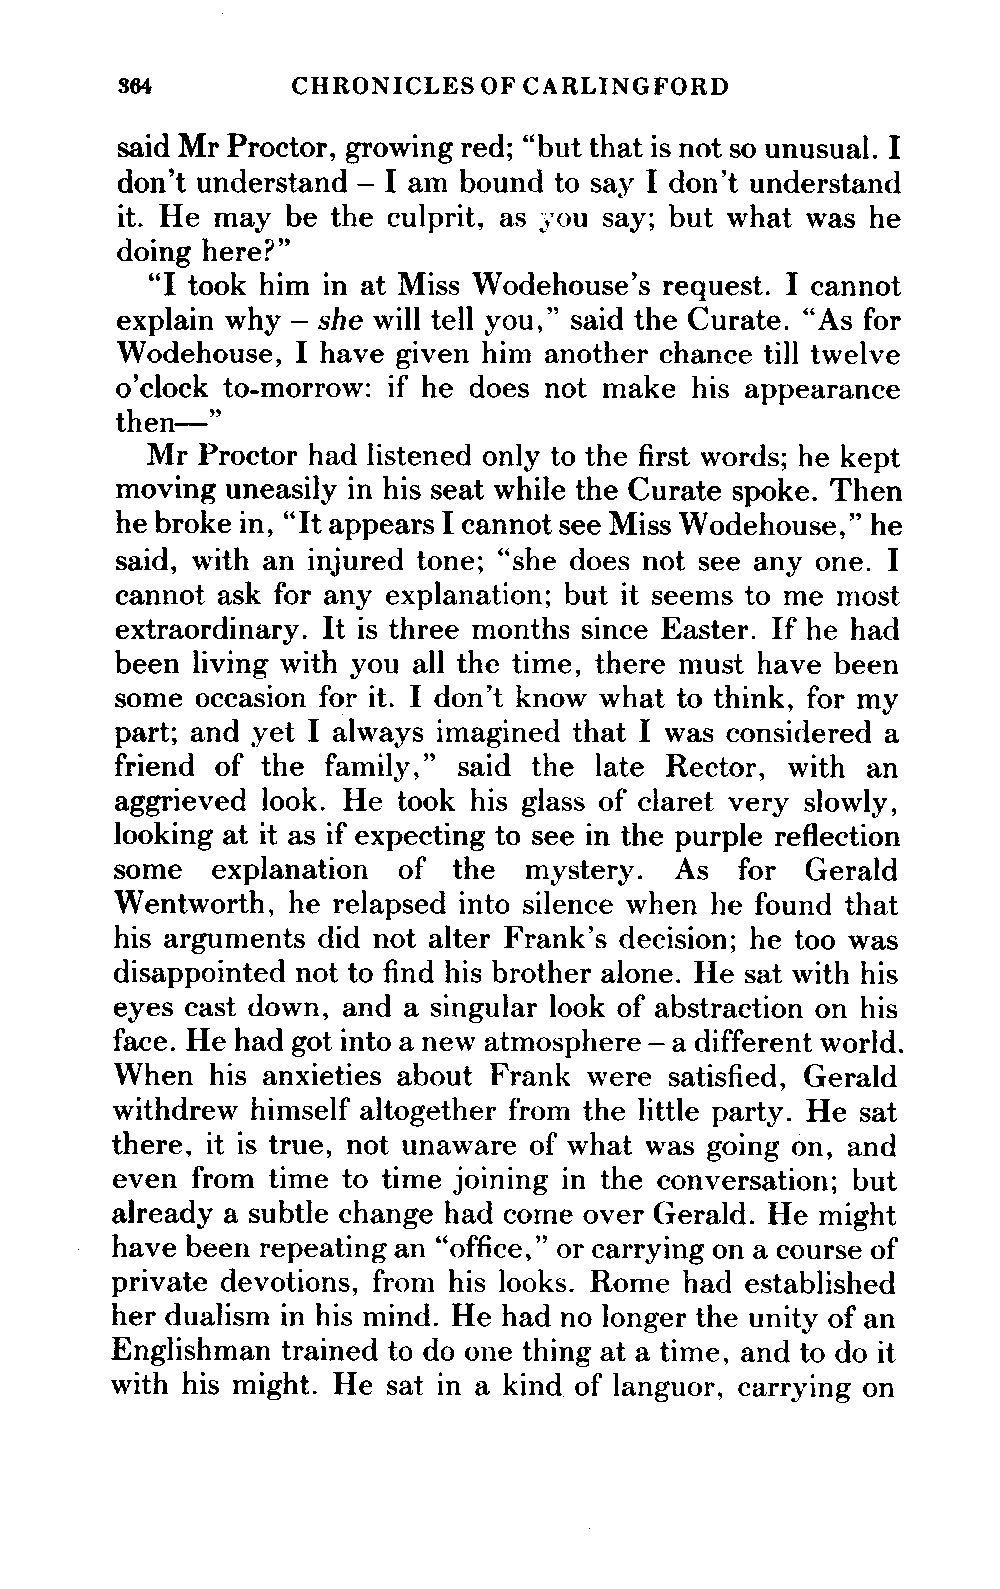 364 CHRONICLES OF CARLINGFORD
said Mr Proctor, growing red; “but that is not so unusual. I
don’t understand – I am bound to say I don’t understand
it. He may be the culprit, as you say; but what was he
doing here?”
“I took him in at Miss Wodehouse’s request. I cannot
explain why – she will tell you,” said the Curate. “As for
Wodehouse, I have given him another chance till twelve
o’clock to-morrow: if he does not make his appearance
then—”
Mr Proctor had listened only to the first words; he kept
moving uneasily in his seat while the Curate spoke. Then
he broke in, “It appears I cannot see Miss Wodehouse,” he
said, with an injured tone; “she does not see any one. I
cannot ask for any explanation; but it seems to me most
extraordinary. It is three months since Easter. If he had
been living with you all the time, there must have been
some occasion for it. I don’t know what to think, for my
part; and yet I always imagined that I was considered a
friend of the family,” said the late Rector, with an
aggrieved look. He took his glass of claret very slowly,
looking at it as if expecting to see in the purple reflection
some explanation of the mystery. As for Gerald
Wentworth, he relapsed into silence when he found that
his arguments did not alter Frank’s decision; he too was
disappointed not to find his brother alone. He sat with his
eyes cast down, and a singular look of abstraction on his
face. He had got into a new atmosphere – a different world.
When his anxieties about Frank were satisfied, Gerald
withdrew himself altogether from the little party. He sat
there, it is true, not unaware of what was going on, and
even from time to time joining in the conversation; but
already a subtle change had come over Gerald. He might
have been repeating an “office,” or carrying on a course of
private devotions, from his looks. Rome had established
her dualism in his mind. He had no longer the unity of an
Englishman trained to do one thing at a time, and to do it
with his might. He sat in a kind of languor, carrying on